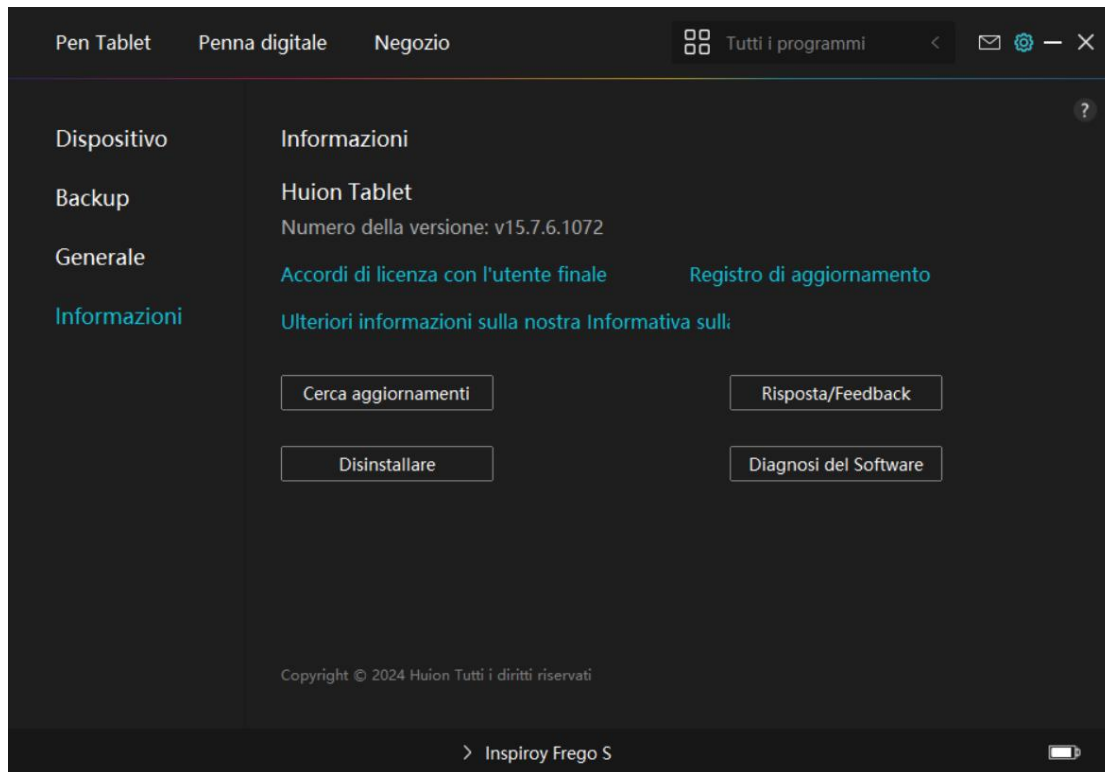 Pen Tablet Penna digitale Negozio Tutti i programmi
?
Dispositivo
Backup
Generale
Informazioni
Informazioni
Huion Tablet
Numero della versione: v15.7.6.1072
Accordi di licenza con l'utente finale Registro di aggiornamento
Ulteriori informazioni sulla nostra Informativa sulla
Cerca aggiornamenti Risposta/Feedback
Disinstallare Diagnosi del Software
Copyright © 2024 Huion Tutti i diritti riservati
Inspiroy Frego S